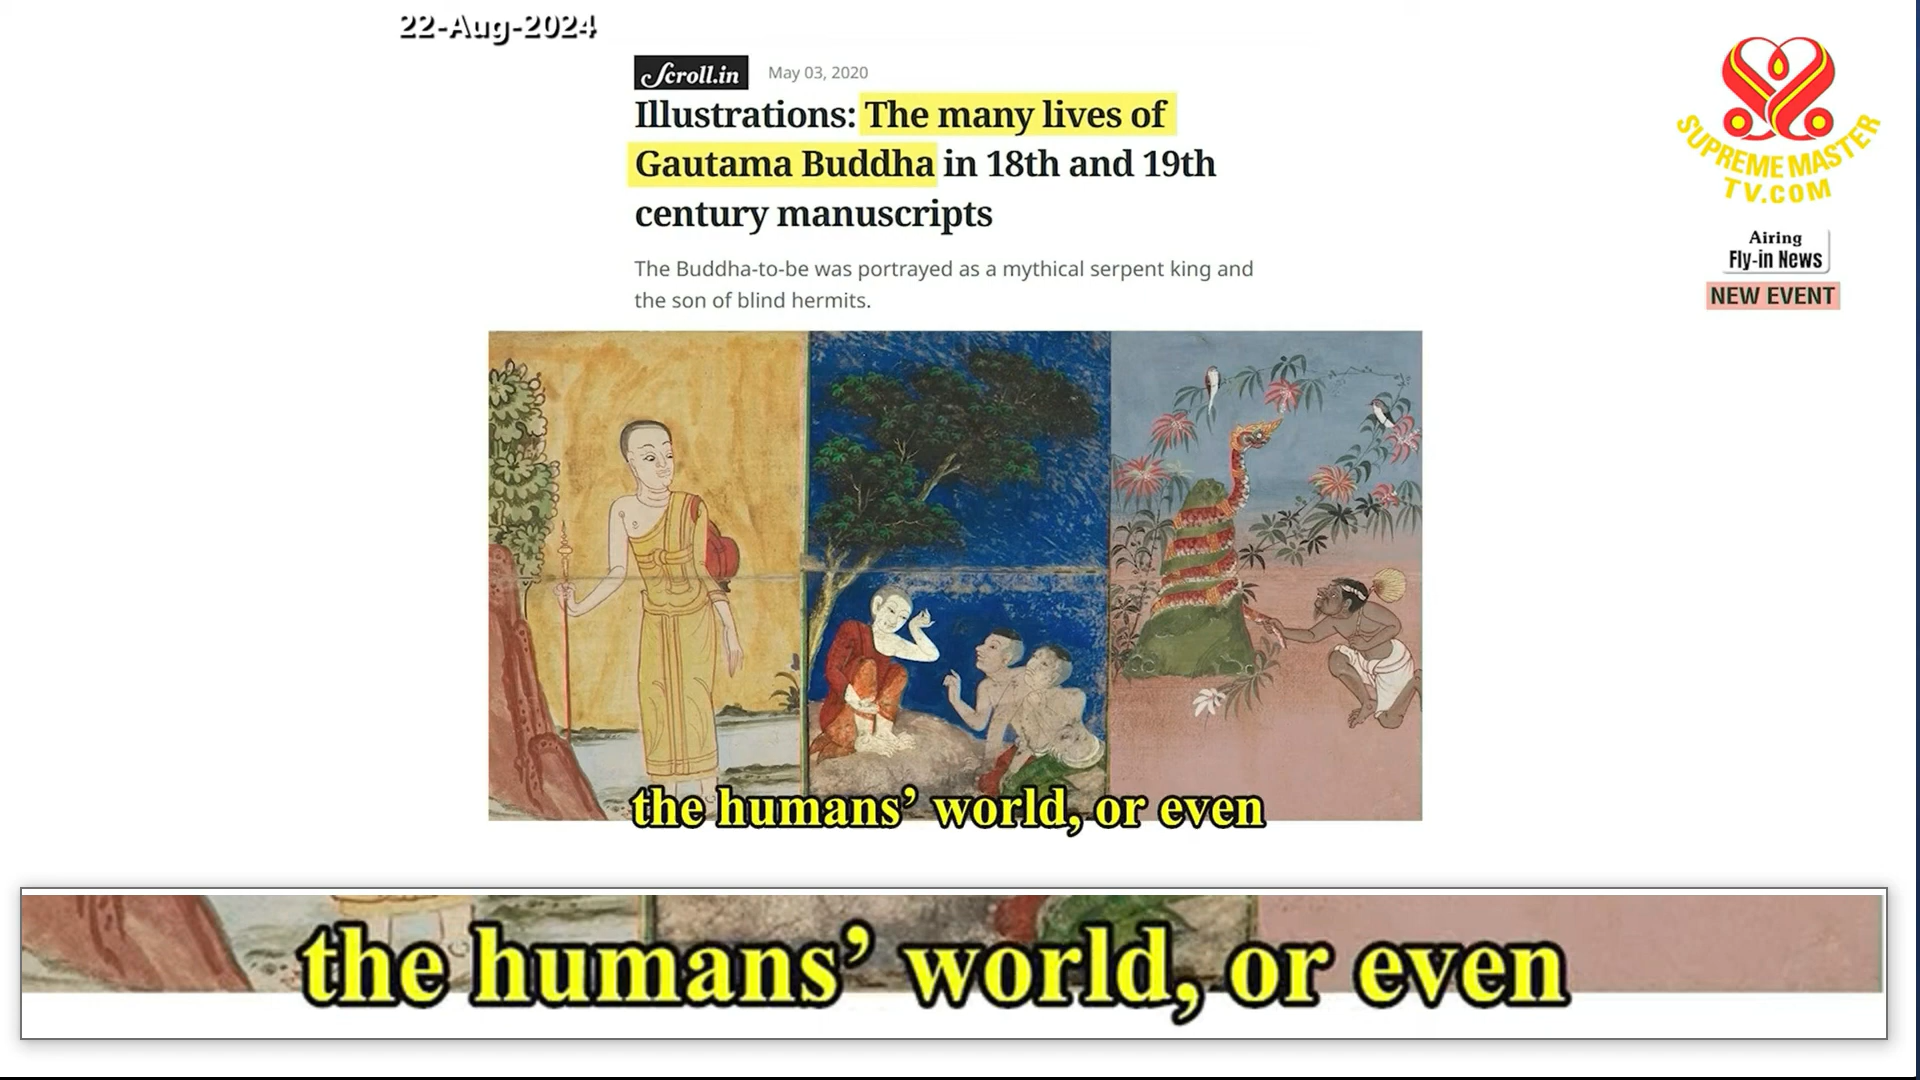 22-Aug-2024
Scroll.in May 03, 2020
Illustrations: The many lives of
Gautama Buddha in 18th and 19th
century manuscripts
The Buddha-to-be was portrayed as a mythical serpent king and
the son of blind hermits.
SUPREME MASTER
TV.COM
Airing
Fly-in News
NEW EVENT
the humans’ world, or even
the humans’ world, or even